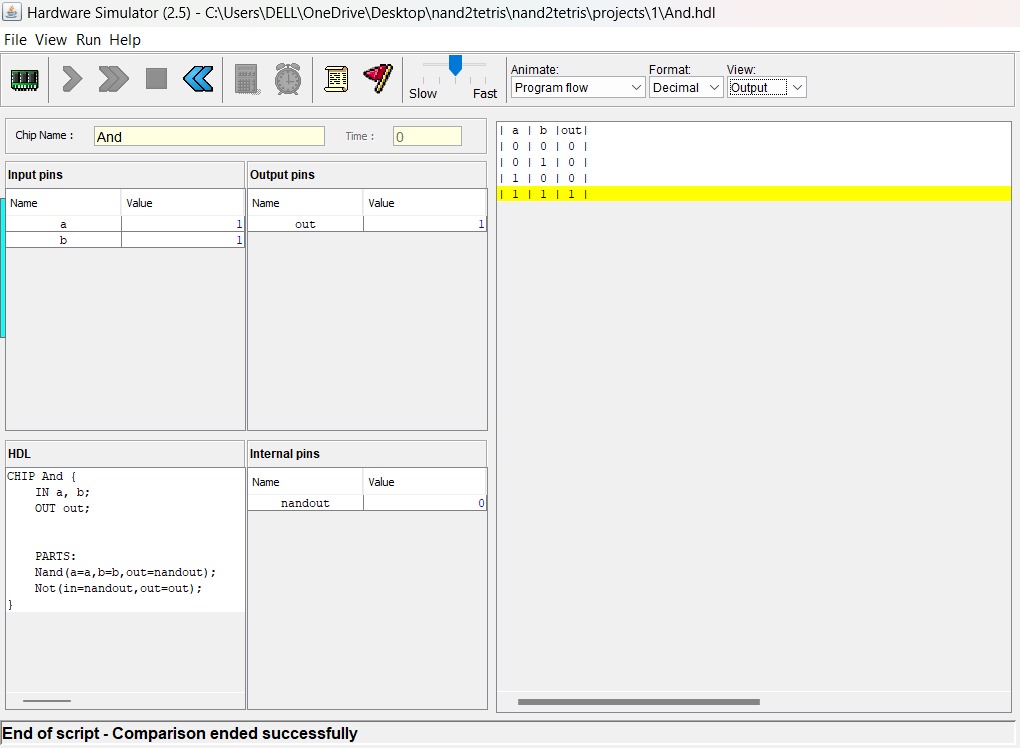 Hardware Simulator (2.5) - C:\Users\DELL\OneDrive\Desktop\nand2tetris\nand2tetris\projects\1\And.hdl
File View Run Help
Slow Fast
Animate: Format: View:
Program flow Decimal Output
Chip Name : And Time : 0
Input pins
Name Value
a 1
b 1
Output pins
Name Value
out 1
HDL
CHIP And {
    IN a, b;
    OUT out;
    PARTS:
    Nand(a=a,b=b,out=nandout);
    Not(in=nandout,out=out);
}
Internal pins
Name Value
nandout 0
| a | b |out|
| 0 | 0 | 0 |
| 0 | 1 | 0 |
| 1 | 0 | 0 |
| 1 | 1 | 1 |
End of script - Comparison ended successfully